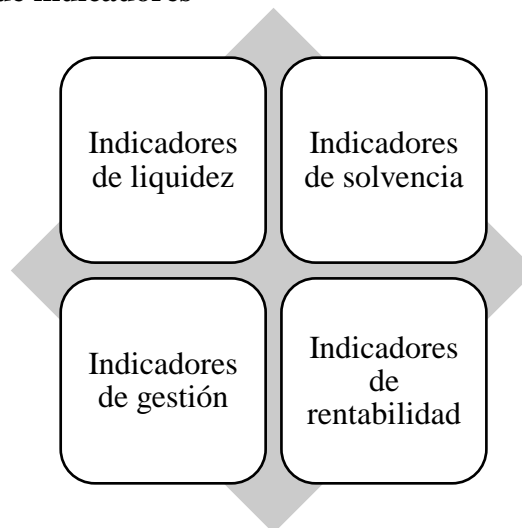 de indicadores
Indicadores
de liquidez
Indicadores
de solvencia
Indicadores
de gestión
Indicadores
de
rentabilidad